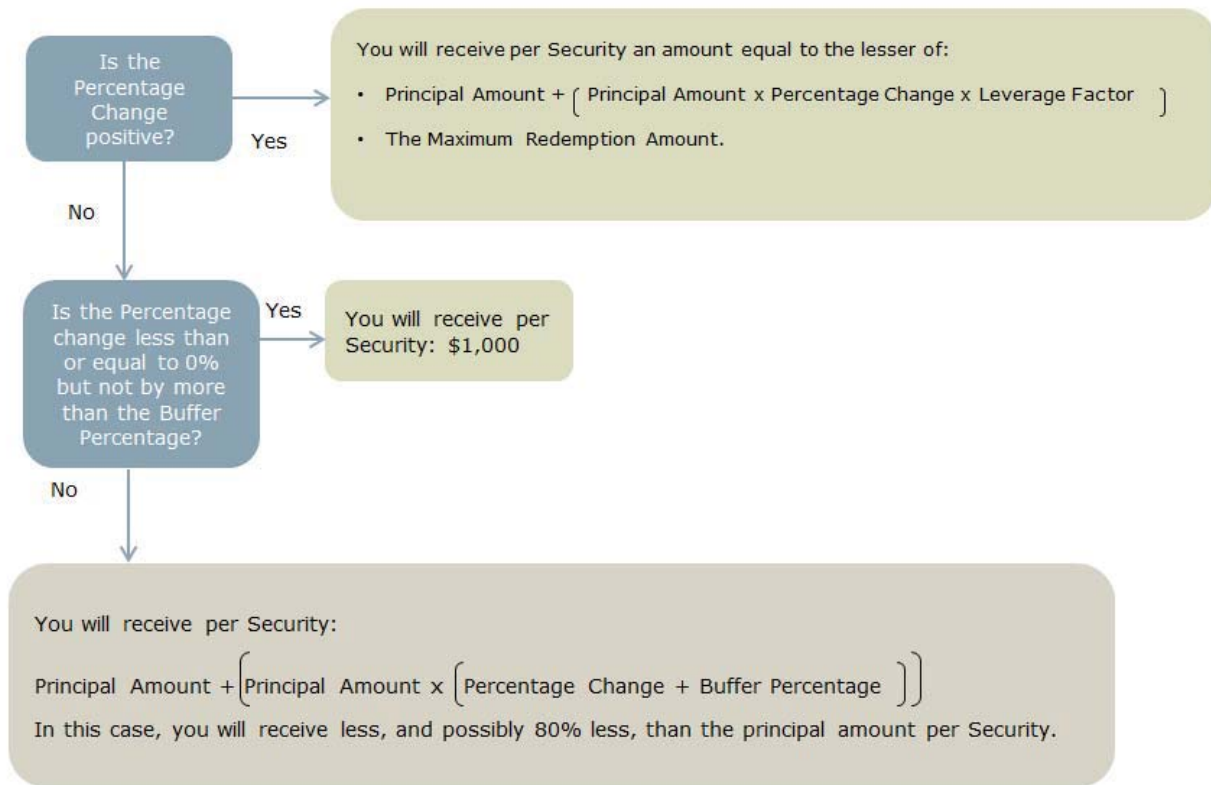 Is the
Percentage
Change
positive?
Yes
You will receive per Security an amount equal to the lesser of:
• Principal Amount + ( Principal Amount x Percentage Change x Leverage Factor )
• The Maximum Redemption Amount.
No
Is the Percentage
change less than
or equal to 0%
but not by more
than the Buffer
Percentage?
Yes
You will receive per
Security: $1,000
No
You will receive per Security:
Principal Amount + (Principal Amount x (Percentage Change + Buffer Percentage ))
In this case, you will receive less, and possibly 80% less, than the principal amount per Security.